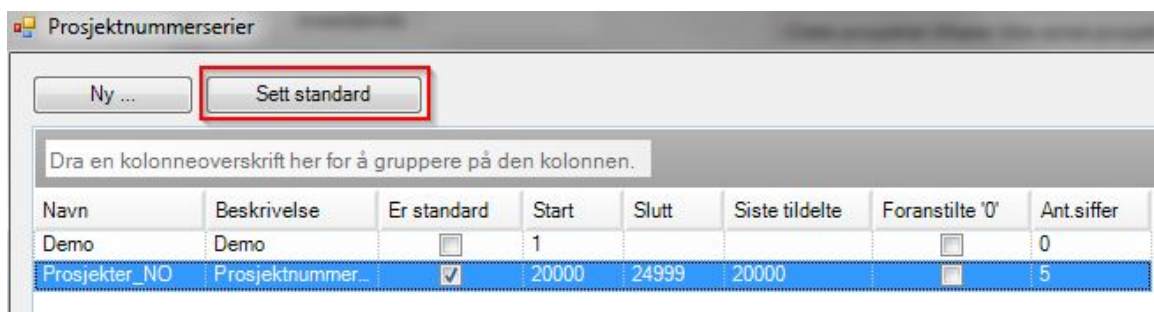 Prosjektnummerserier
Ny ... Sett standard
Dra en kolonneoverskrift her for å gruppere på den kolonnen.
Navn Beskrivelse Er standard Start Slutt Siste tildelte Foranstilte '0' Ant.siffer
Demo Demo 1 0
Prosjekter_NO Prosjektnummer... 20000 24999 20000 5